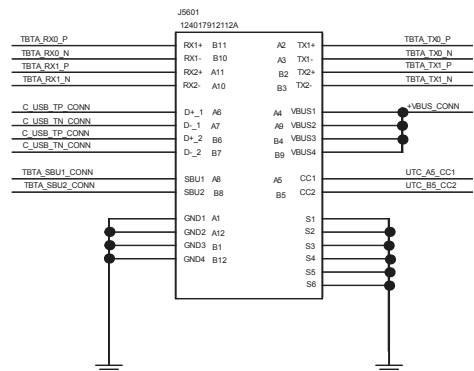 J5601
124017912112A
TBTA_RX0_P RX1+ B11 A2 TX1+ TBTA_TX0_P
TBTA_RX0_N RX1- B10 A3 TX1- TBTA_TX0_N
TBTA_RX1_P RX2+ A11 B2 TX2+ TBTA_TX1_P
TBTA_RX1_N RX2- A10 B3 TX2- TBTA_TX1_N
C_USB_TP_CONN D+_1 A6 A4 VBUS1 +VBUS_CONN
C_USB_TN_CONN D-_1 A7 A9 VBUS2
C_USB_TP_CONN D+_2 B6 B4 VBUS3
C_USB_TN_CONN D-_2 B7 B9 VBUS4
TBTA_SBU1_CONN SBU1 A8 A5 CC1 UTC_A5_CC1
TBTA_SBU2_CONN SBU2 B8 B5 CC2 UTC_B5_CC2
GND1 A1 S1
GND2 A12 S2
GND3 B1 S3
GND4 B12 S4
S5
S6